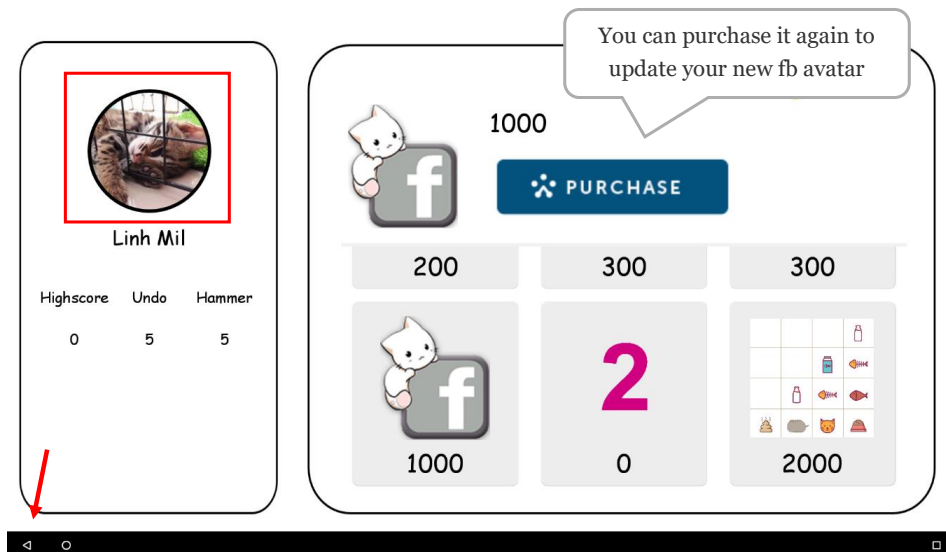 You can purchase it again to
update your new fb avatar
1000
f
PURCHASE
Linh Mil
Highscore Undo Hammer
0 5 5
200 300 300
f
2
1000 0 2000